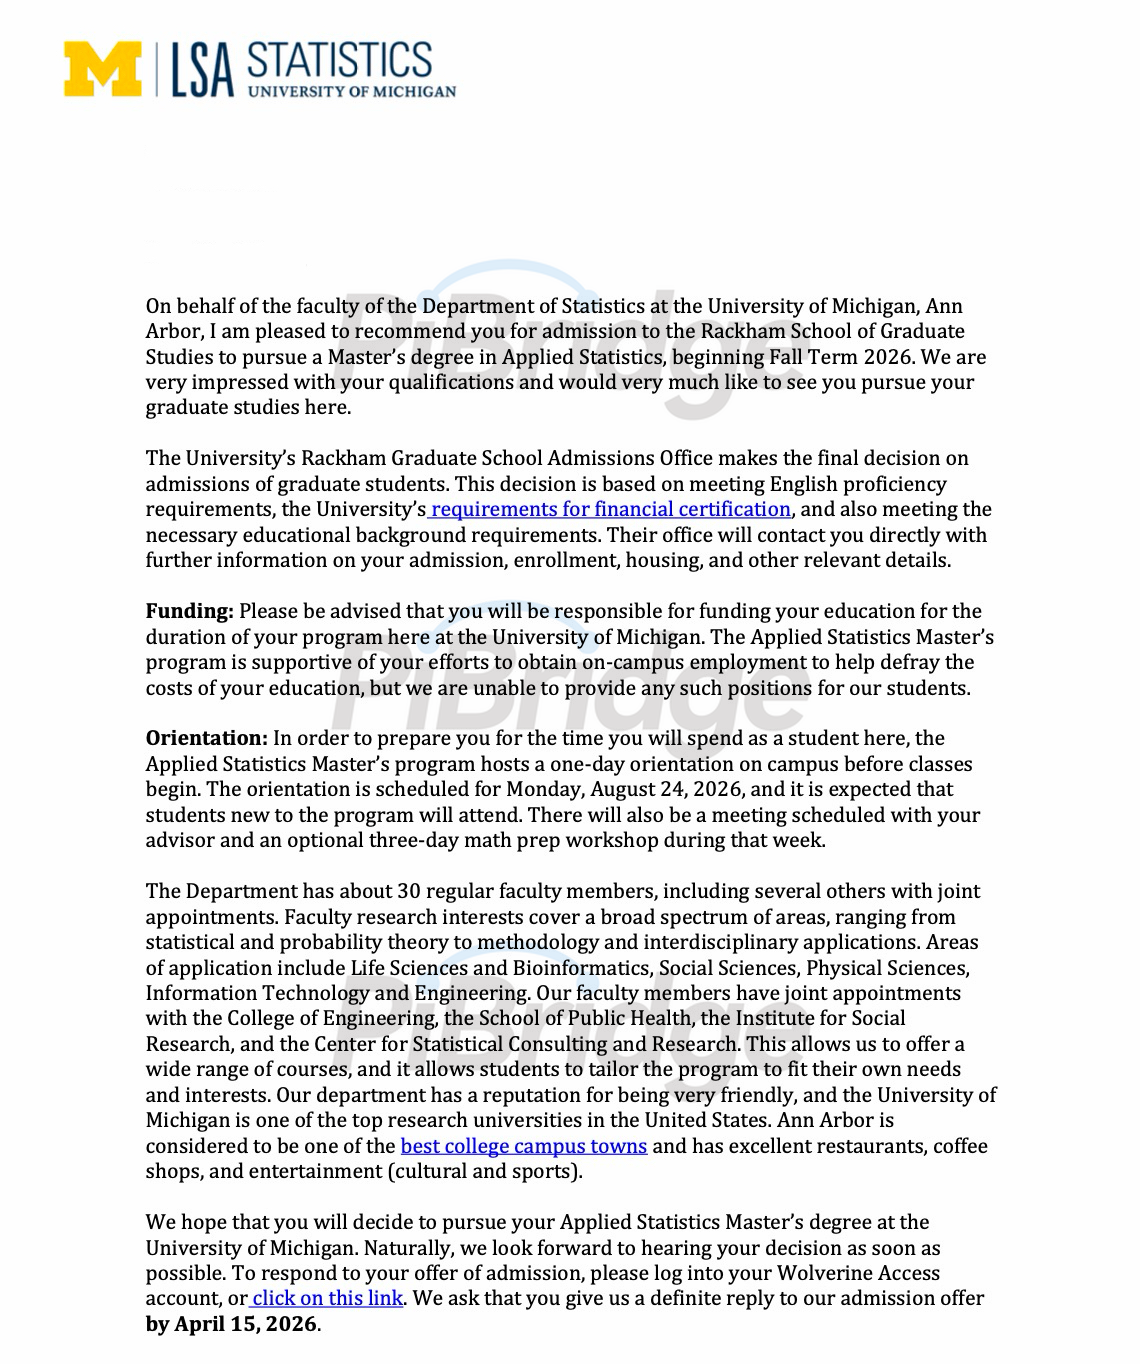 M | LSA STATISTICS
UNIVERSITY OF MICHIGAN
On behalf of the faculty of the Department of Statistics at the University of Michigan, Ann
Arbor, I am pleased to recommend you for admission to the Rackham School of Graduate
Studies to pursue a Master’s degree in Applied Statistics, beginning Fall Term 2026. We are
very impressed with your qualifications and would very much like to see you pursue your
graduate studies here.
PiBridge
The University’s Rackham Graduate School Admissions Office makes the final decision on
admissions of graduate students. This decision is based on meeting English proficiency
requirements, the University’s requirements for financial certification, and also meeting the
necessary educational background requirements. Their office will contact you directly with
further information on your admission, enrollment, housing, and other relevant details.
Funding: Please be advised that you will be responsible for funding your education for the
duration of your program here at the University of Michigan. The Applied Statistics Master’s
program is supportive of your efforts to obtain on-campus employment to help defray the
costs of your education, but we are unable to provide any such positions for our students.
PiBridge
Orientation: In order to prepare you for the time you will spend as a student here, the
Applied Statistics Master’s program hosts a one-day orientation on campus before classes
begin. The orientation is scheduled for Monday, August 24, 2026, and it is expected that
students new to the program will attend. There will also be a meeting scheduled with your
advisor and an optional three-day math prep workshop during that week.
The Department has about 30 regular faculty members, including several others with joint
appointments. Faculty research interests cover a broad spectrum of areas, ranging from
statistical and probability theory to methodology and interdisciplinary applications. Areas
of application include Life Sciences and Bioinformatics, Social Sciences, Physical Sciences,
Information Technology and Engineering. Our faculty members have joint appointments
with the College of Engineering, the School of Public Health, the Institute for Social
Research, and the Center for Statistical Consulting and Research. This allows us to offer a
wide range of courses, and it allows students to tailor the program to fit their own needs
and interests. Our department has a reputation for being very friendly, and the University of
Michigan is one of the top research universities in the United States. Ann Arbor is
considered to be one of the best college campus towns and has excellent restaurants, coffee
shops, and entertainment (cultural and sports).
PiBridge
We hope that you will decide to pursue your Applied Statistics Master’s degree at the
University of Michigan. Naturally, we look forward to hearing your decision as soon as
possible. To respond to your offer of admission, please log into your Wolverine Access
account, or click on this link. We ask that you give us a definite reply to our admission offer
by April 15, 2026.